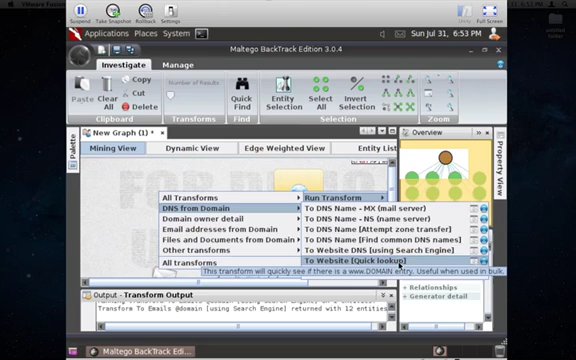 VMware Fusion
Suspend
Take Snapshot
Rollback
Settings
Unity
Full Screen
Applications Places System
Sun Jul 31, 6:53 PM
Maltego BackTrack Edition 3.0.4
Investigate
Manage
Paste
Clear All
Copy
Cut
Delete
Clipboard
Number of Results
Transforms
Quick Find
Find
Entity Selection
Select All
Invert Selection
Selection
Zoom
Palette
New Graph (1) *
Overview
Property View
Mining View
Dynamic View
Edge Weighted View
Entity List
All Transforms
DNS from Domain
Domain owner detail
Email addresses from Domain
Files and Documents from Domain
Other transforms
All transforms
Run Transform
To DNS Name - MX (mail server)
To DNS Name - NS (name server)
To DNS Name [Attempt zone transfer]
To DNS Name [Find common DNS names]
To Website DNS [using Search Engine]
To Website [Quick lookup]
This transform will quickly see if there is a www.DOMAIN entry. Useful when used in bulk.
Relationships
Generator detail
Output - Transform Output
Transform To Emails @domain [using Search Engine] returned with 12 entities
Maltego BackTrack Edi...